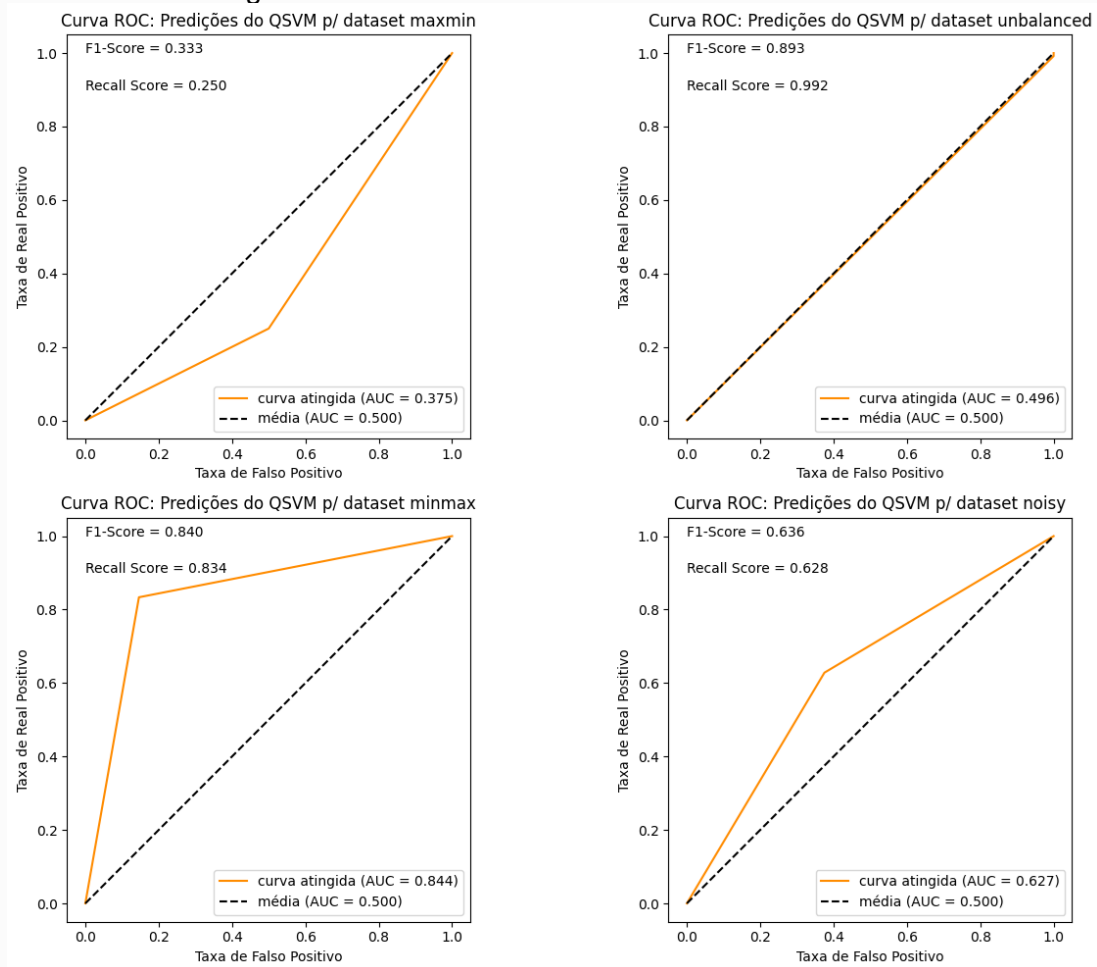 Curva ROC: Predições do QSVM p/ dataset maxmin
F1-Score = 0.333
Recall Score = 0.250
Taxa de Real Positivo
1.0
0.8
0.6
0.4
0.2
0.0
curva atingida (AUC = 0.375)
média (AUC = 0.500)
0.0 0.2 0.4 0.6 0.8 1.0
Taxa de Falso Positivo
Curva ROC: Predições do QSVM p/ dataset unbalanced
F1-Score = 0.893
Recall Score = 0.992
Taxa de Real Positivo
1.0
0.8
0.6
0.4
0.2
0.0
curva atingida (AUC = 0.496)
média (AUC = 0.500)
0.0 0.2 0.4 0.6 0.8 1.0
Taxa de Falso Positivo
Curva ROC: Predições do QSVM p/ dataset minmax
F1-Score = 0.840
Recall Score = 0.834
Taxa de Real Positivo
1.0
0.8
0.6
0.4
0.2
0.0
curva atingida (AUC = 0.844)
média (AUC = 0.500)
0.0 0.2 0.4 0.6 0.8 1.0
Taxa de Falso Positivo
Curva ROC: Predições do QSVM p/ dataset noisy
F1-Score = 0.636
Recall Score = 0.628
Taxa de Real Positivo
1.0
0.8
0.6
0.4
0.2
0.0
curva atingida (AUC = 0.627)
média (AUC = 0.500)
0.0 0.2 0.4 0.6 0.8 1.0
Taxa de Falso Positivo